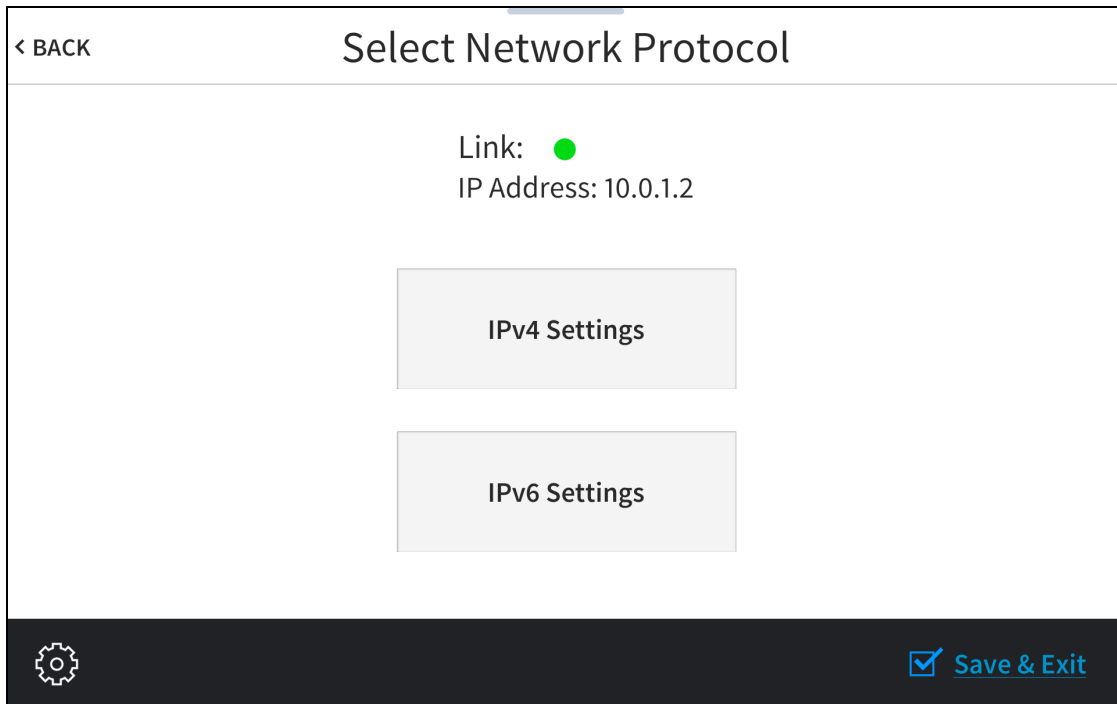 < BACK
Select Network Protocol
Link:
IP Address: 10.0.1.2
IPv4 Settings
IPv6 Settings
Save & Exit